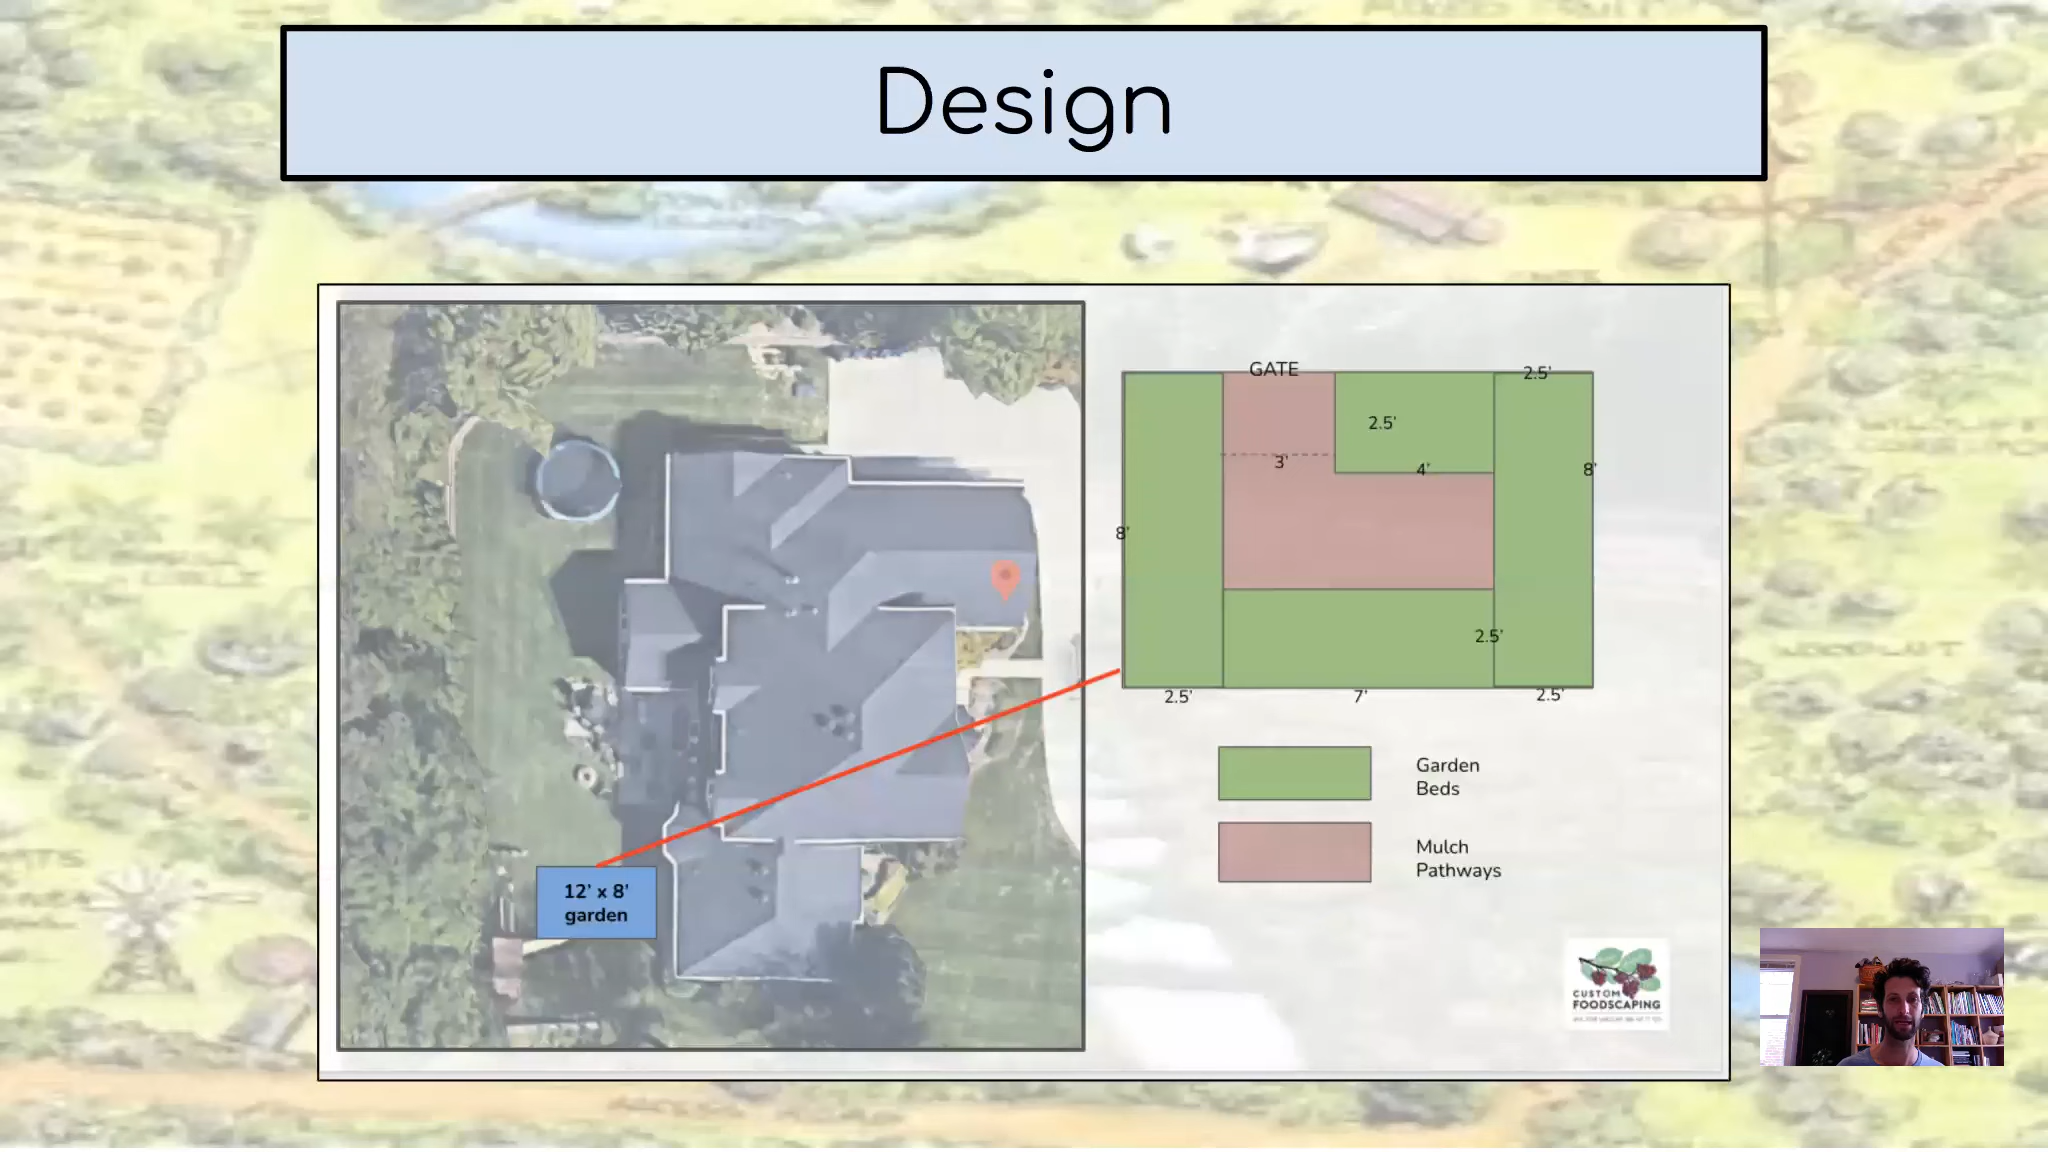 Design
GATE
2.5'
2.5'
3'
4'
8'
8'
2.5'
2.5'
7'
2.5'
12' x 8'
garden
Garden
Beds
Mulch
Pathways
CUSTOM
FOODSCAPING